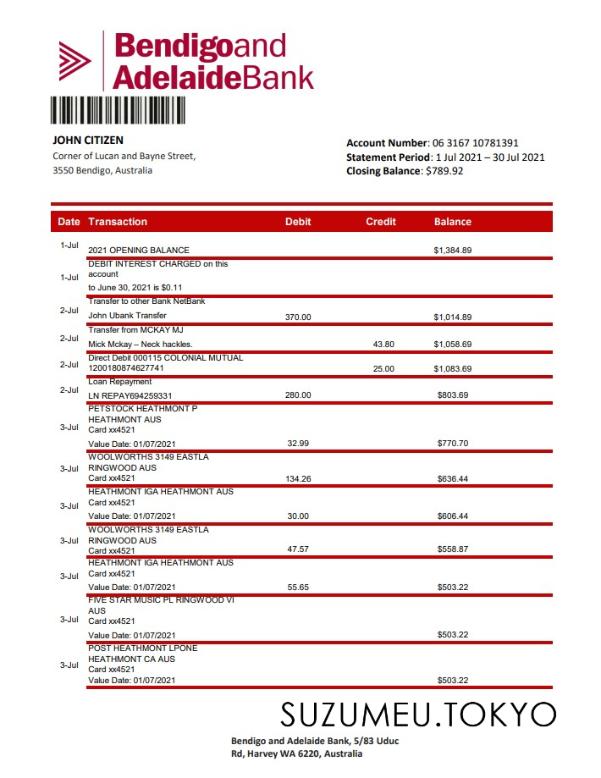 Bendigoand
AdelaideBank
JOHN CITIZEN
Corner of Lucan and Bayne Street,
3550 Bendigo, Australia
Account Number: 06 3167 10781391
Statement Period: 1 Jul 2021 – 30 Jul 2021
Closing Balance: $789.92
Date Transaction Debit Credit Balance
1-Jul
2021 OPENING BALANCE $1,384.89
DEBIT INTEREST CHARGED on this
account
1-Jul
to June 30, 2021 is $0.11
Transfer to other Bank NetBank
2-Jul
John Ubank Transfer 370.00 $1,014.89
Transfer from MCKAY MJ
2-Jul
Mick Mckay – Neck hackles. 43.80 $1,058.69
Direct Debit 000115 COLONIAL MUTUAL
2-Jul
1200180874627741 25.00 $1,083.69
Loan Repayment
2-Jul
LN REPAY694259331 280.00 $803.69
PETSTOCK HEATHMONT P
HEATHMONT AUS
3-Jul
Card xx4521
Value Date: 01/07/2021 32.99 $770.70
WOOLWORTHS 3149 EASTLA
3-Jul RINGWOOD AUS
Card xx4521 134.26 $636.44
HEATHMONT IGA HEATHMONT AUS
3-Jul Card xx4521
Value Date: 01/07/2021 30.00 $606.44
WOOLWORTHS 3149 EASTLA
3-Jul RINGWOOD AUS
Card xx4521 47.57 $558.87
HEATHMONT IGA HEATHMONT AUS
3-Jul Card xx4521
Value Date: 01/07/2021 55.65 $503.22
FIVE STAR MUSIC PL RINGWOOD VI
AUS
3-Jul Card xx4521
Value Date: 01/07/2021 $503.22
POST HEATHMONT LPONE
3-Jul HEATHMONT CA AUS
Card xx4521
Value Date: 01/07/2021 $503.22
SUZUMEU.TOKYO
Bendigo and Adelaide Bank, 5/83 Uduc
Rd, Harvey WA 6220, Australia